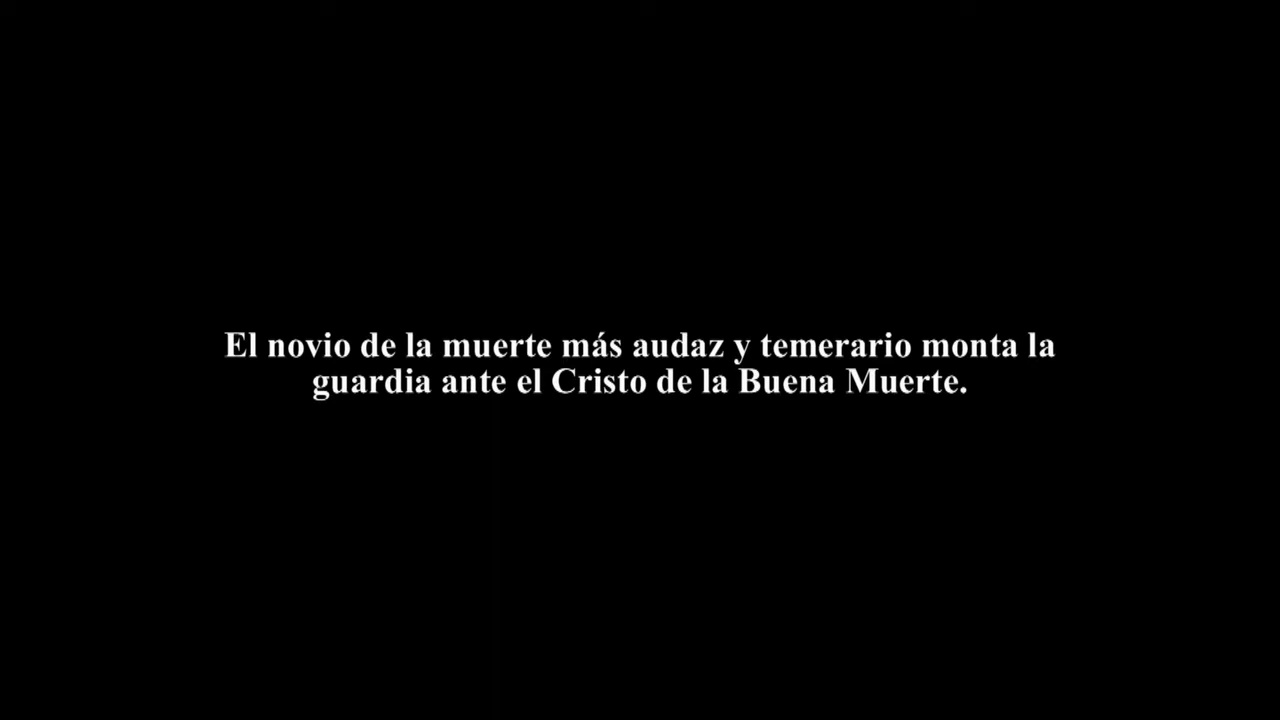 El novio de la muerte más audaz y temerario monta la
guardia ante el Cristo de la Buena Muerte.